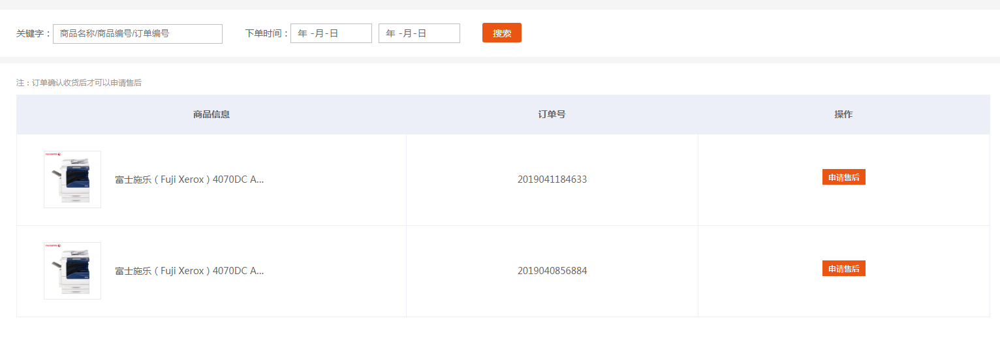 关键字：商品名称/商品编号/订单编号 下单时间：年 -月-日 年 -月-日 搜索
注：订单确认收货后才可以申请售后
商品信息 订单号 操作
富士施乐（Fuji Xerox）4070DC A... 2019041184633 申请售后
富士施乐（Fuji Xerox）4070DC A... 2019040856884 申请售后